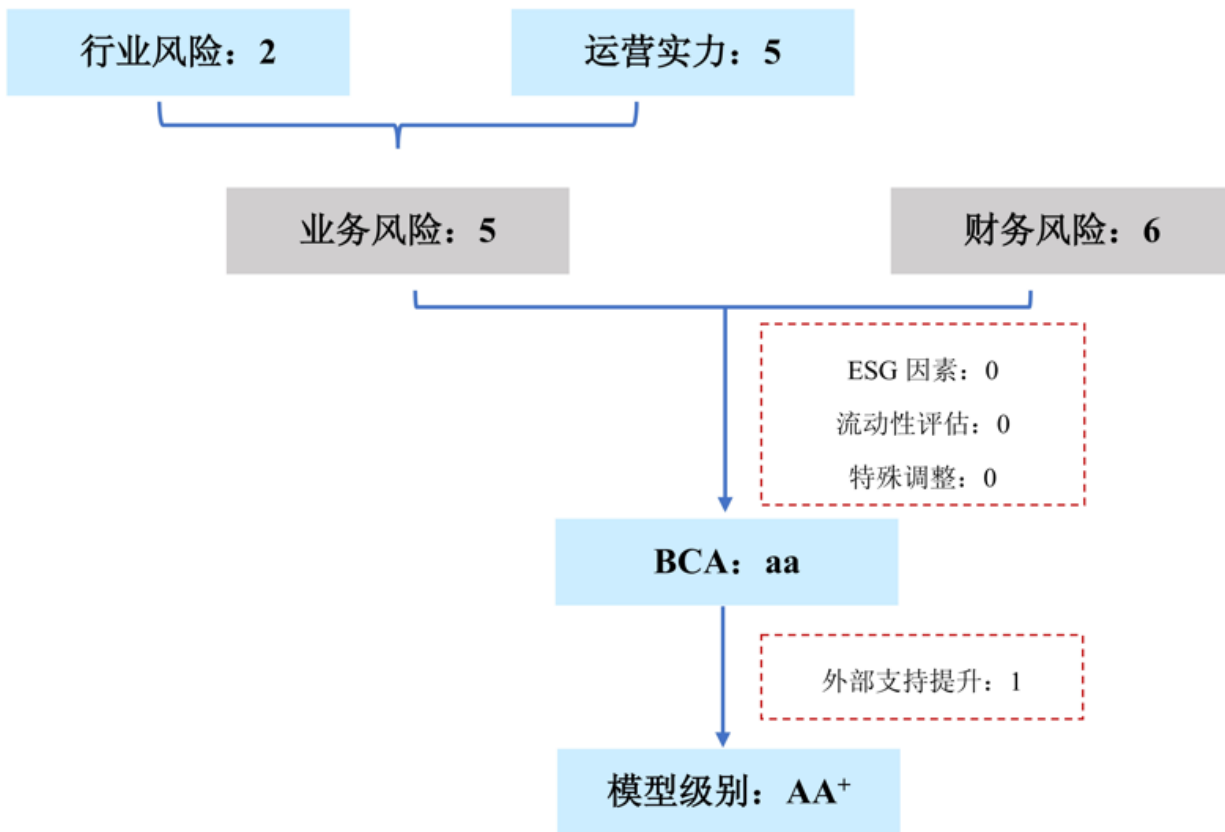 行业风险：2
运营实力：5
业务风险：5
财务风险：6
ESG 因素：0
流动性评估：0
特殊调整：0
BCA：aa
外部支持提升：1
模型级别：AA⁺